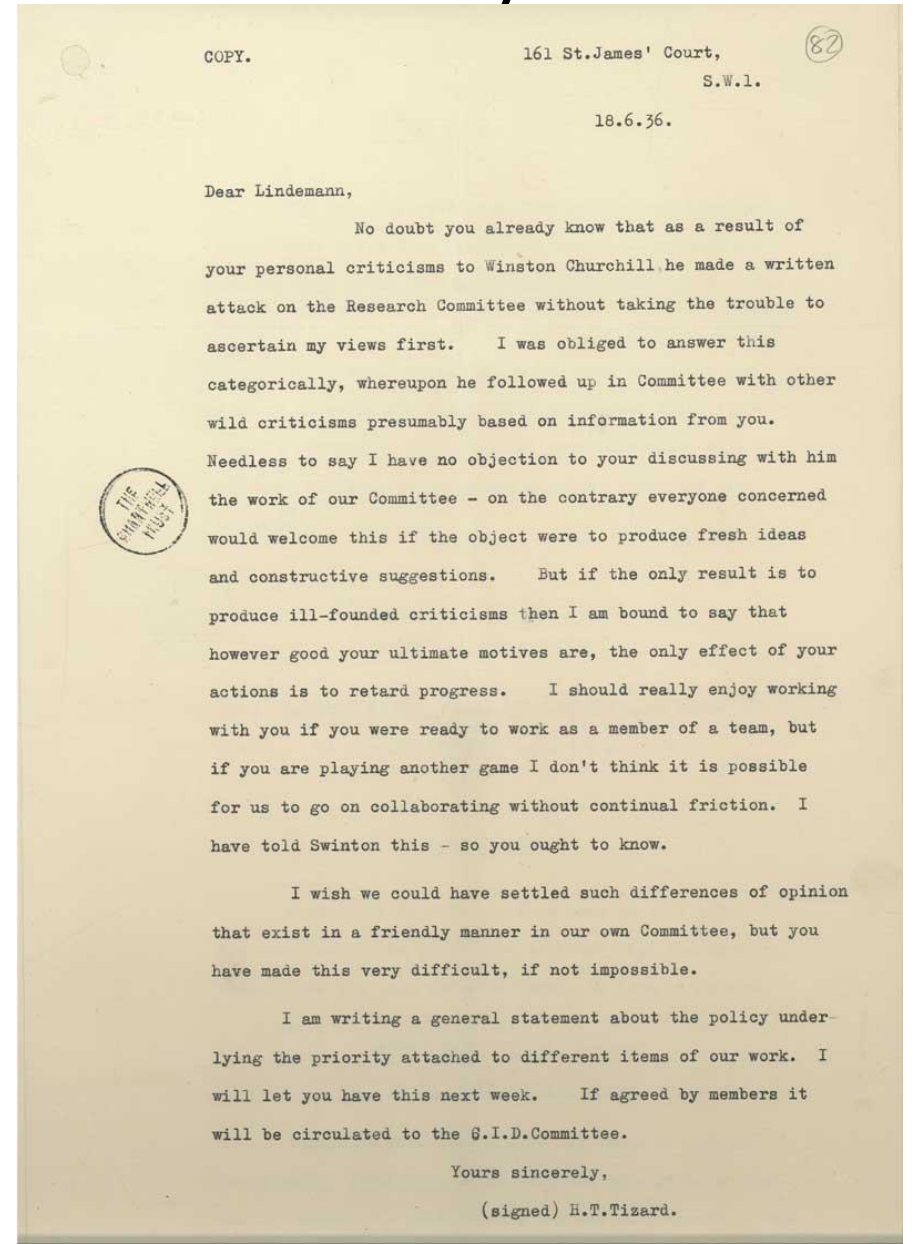 COPY.
161 St.James' Court,
82
S.W.1.
18.6.36.
Dear Lindemann,
No doubt you already know that as a result of
your personal criticisms to Winston Churchill he made a written
attack on the Research Committee without taking the trouble to
ascertain my views first. I was obliged to answer this
categorically, whereupon he followed up in Committee with other
wild criticisms presumably based on information from you.
Needless to say I have no objection to your discussing with him
the work of our Committee - on the contrary everyone concerned
would welcome this if the object were to produce fresh ideas
and constructive suggestions. But if the only result is to
produce ill-founded criticisms then I am bound to say that
however good your ultimate motives are, the only effect of your
actions is to retard progress. I should really enjoy working
with you if you were ready to work as a member of a team, but
if you are playing another game I don't think it is possible
for us to go on collaborating without continual friction. I
have told Swinton this - so you ought to know.
THE
CHARTWELL
TRUST
I wish we could have settled such differences of opinion
that exist in a friendly manner in our own Committee, but you
have made this very difficult, if not impossible.
I am writing a general statement about the policy under-
lying the priority attached to different items of our work. I
will let you have this next week. If agreed by members it
will be circulated to the C.I.D.Committee.
Yours sincerely,
(signed) H.T.Tizard.